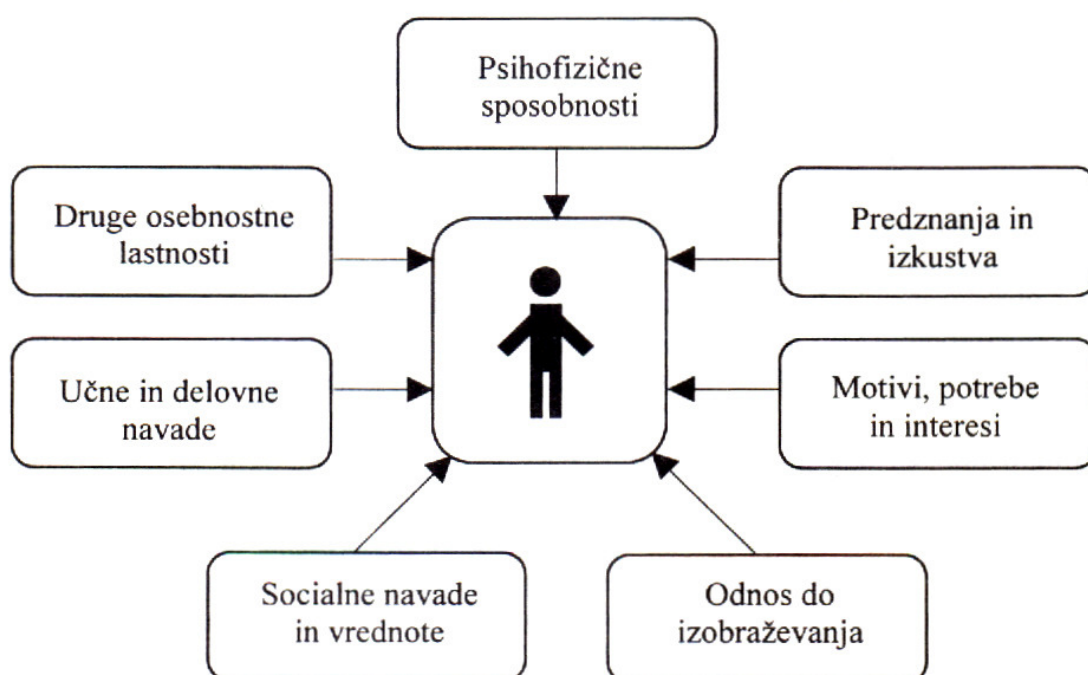 Psihofizične
sposobnosti
Druge osebnostne
lastnosti
Predznanja in
izkustva
Učne in delovne
navade
Motivi, potrebe
in interesi
Socialne navade
in vrednote
Odnos do
izobraževanja